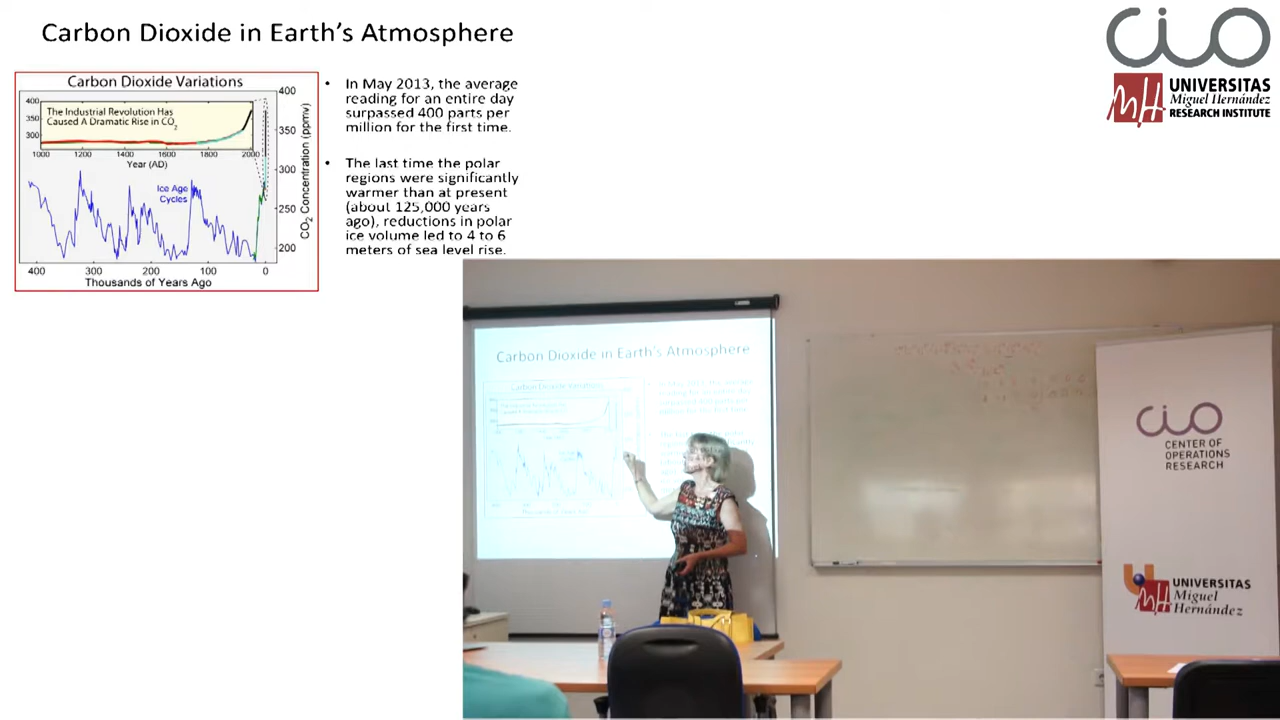 Carbon Dioxide in Earth's Atmosphere
Carbon Dioxide Variations
The Industrial Revolution Has
Caused A Dramatic Rise in CO2
400
350
300
1000
1200
1400
1600
1800
2000
Year (AD)
Ice Age
Cycles
400
350
300
250
200
CO2 Concentration (ppmv)
400
300
200
100
0
Thousands of Years Ago
• In May 2013, the average
reading for an entire day
surpassed 400 parts per
million for the first time.
• The last time the polar
regions were significantly
warmer than at present
(about 125,000 years
ago), reductions in polar
ice volume led to 4 to 6
meters of sea level rise.
CIO
UNIVERSITAS
Miguel Hernández
RESEARCH INSTITUTE
Carbon Dioxide in Earth's Atmosphere
Carbon Dioxide Variations
CIO
CENTER OF
OPERATIONS
RESEARCH
UNIVERSITAS
Miguel
Hernández